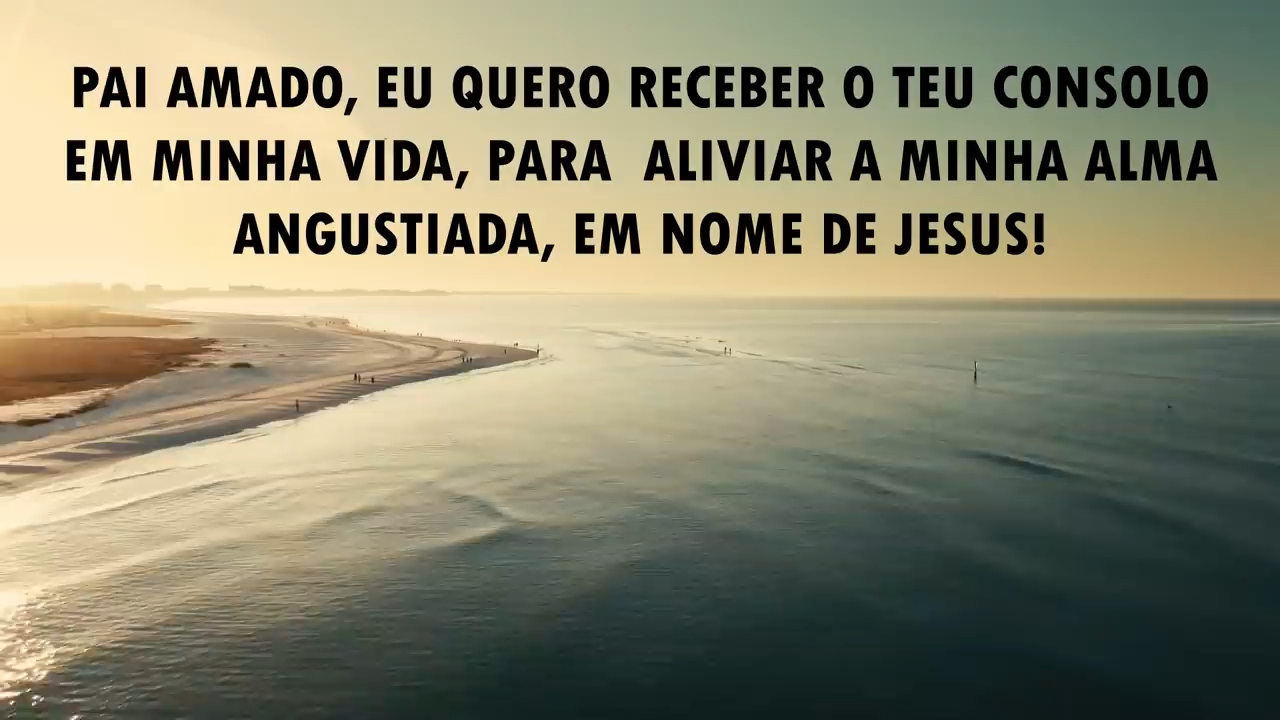 PAI AMADO, EU QUERO RECEBER O TEU CONSOLO
EM MINHA VIDA, PARA  ALIVIAR A MINHA ALMA
ANGUSTIADA, EM NOME DE JESUS!